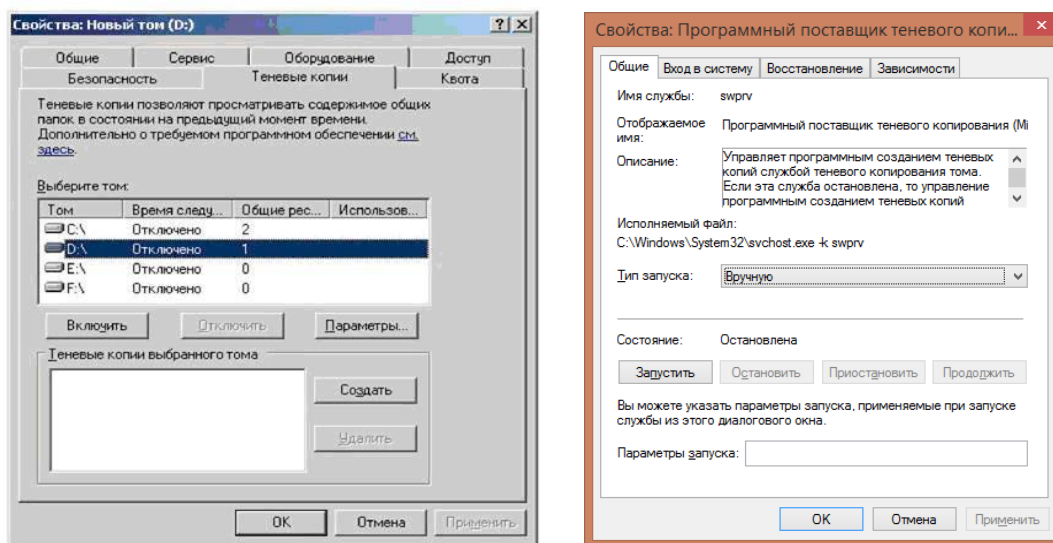 Свойства: Новый том (D:)
Общие Сервис Оборудование Доступ
Безопасность Теневые копии Квота
Теневые копии позволяют просматривать содержимое общих
папок в состоянии на предыдущий момент времени.
Дополнительно о требуемом программном обеспечении см.
здесь.
Выберите том:
Том Время следу... Общие рес... Использов...
C:\ Отключено 2
D:\ Отключено 1
E:\ Отключено 0
F:\ Отключено 0
Включить Отключить Параметры...
Теневые копии выбранного тома
Создать
Удалить
OK Отмена Применить
Свойства: Программный поставщик теневого копи...
Общие Вход в систему Восстановление Зависимости
Имя службы: swprv
Отображаемое
имя:
Программный поставщик теневого копирования (Mi
Описание:
Управляет программным созданием теневых
копий службой теневого копирования тома.
Если эта служба остановлена, то управление
программным созданием теневых копий
Исполняемый файл:
C:\Windows\System32\svchost.exe -k swprv
Тип запуска: Вручную
Состояние: Остановлена
Запустить Остановить Приостановить Продолжить
Вы можете указать параметры запуска, применяемые при запуске
службы из этого диалогового окна.
Параметры запуска:
OK Отмена Применить